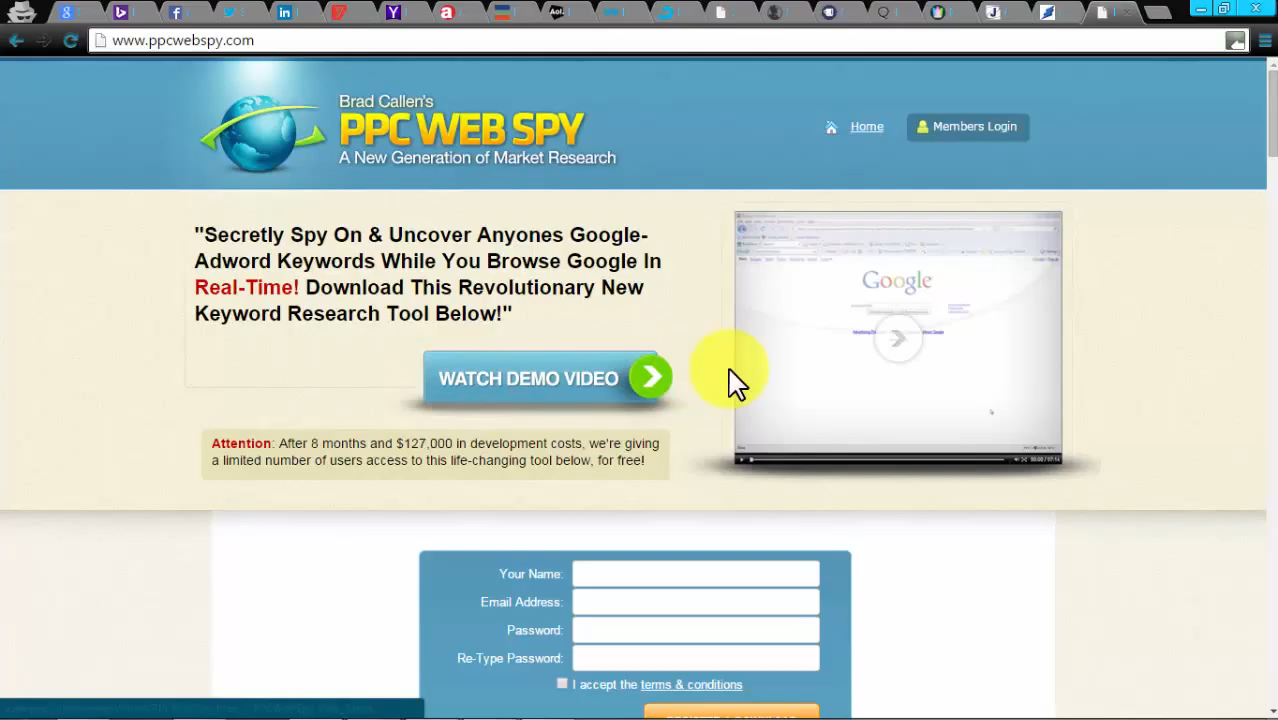 www.ppcwebspy.com
Brad Callen's
PPC WEB SPY
A New Generation of Market Research
Home
Members Login
"Secretly Spy On & Uncover Anyones Google-
Adword Keywords While You Browse Google In
Real-Time! Download This Revolutionary New
Keyword Research Tool Below!"
Google
WATCH DEMO VIDEO
Attention: After 8 months and $127,000 in development costs, we're giving
a limited number of users access to this life-changing tool below, for free!
Your Name:
Email Address:
Password:
Re-Type Password:
I accept the terms & conditions